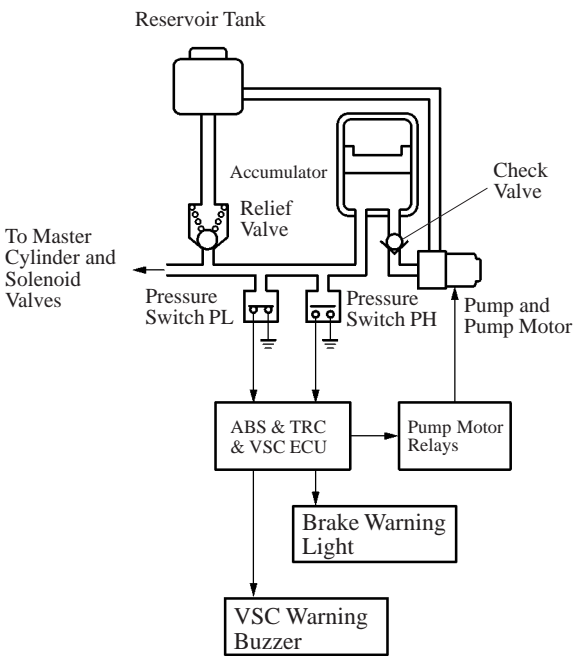 Reservoir Tank
Accumulator
Check
Valve
Relief
Valve
To Master
Cylinder and
Solenoid
Valves
Pressure
Switch PL
Pressure
Switch PH
Pump and
Pump Motor
ABS & TRC
& VSC ECU
Pump Motor
Relays
Brake Warning
Light
VSC Warning
Buzzer